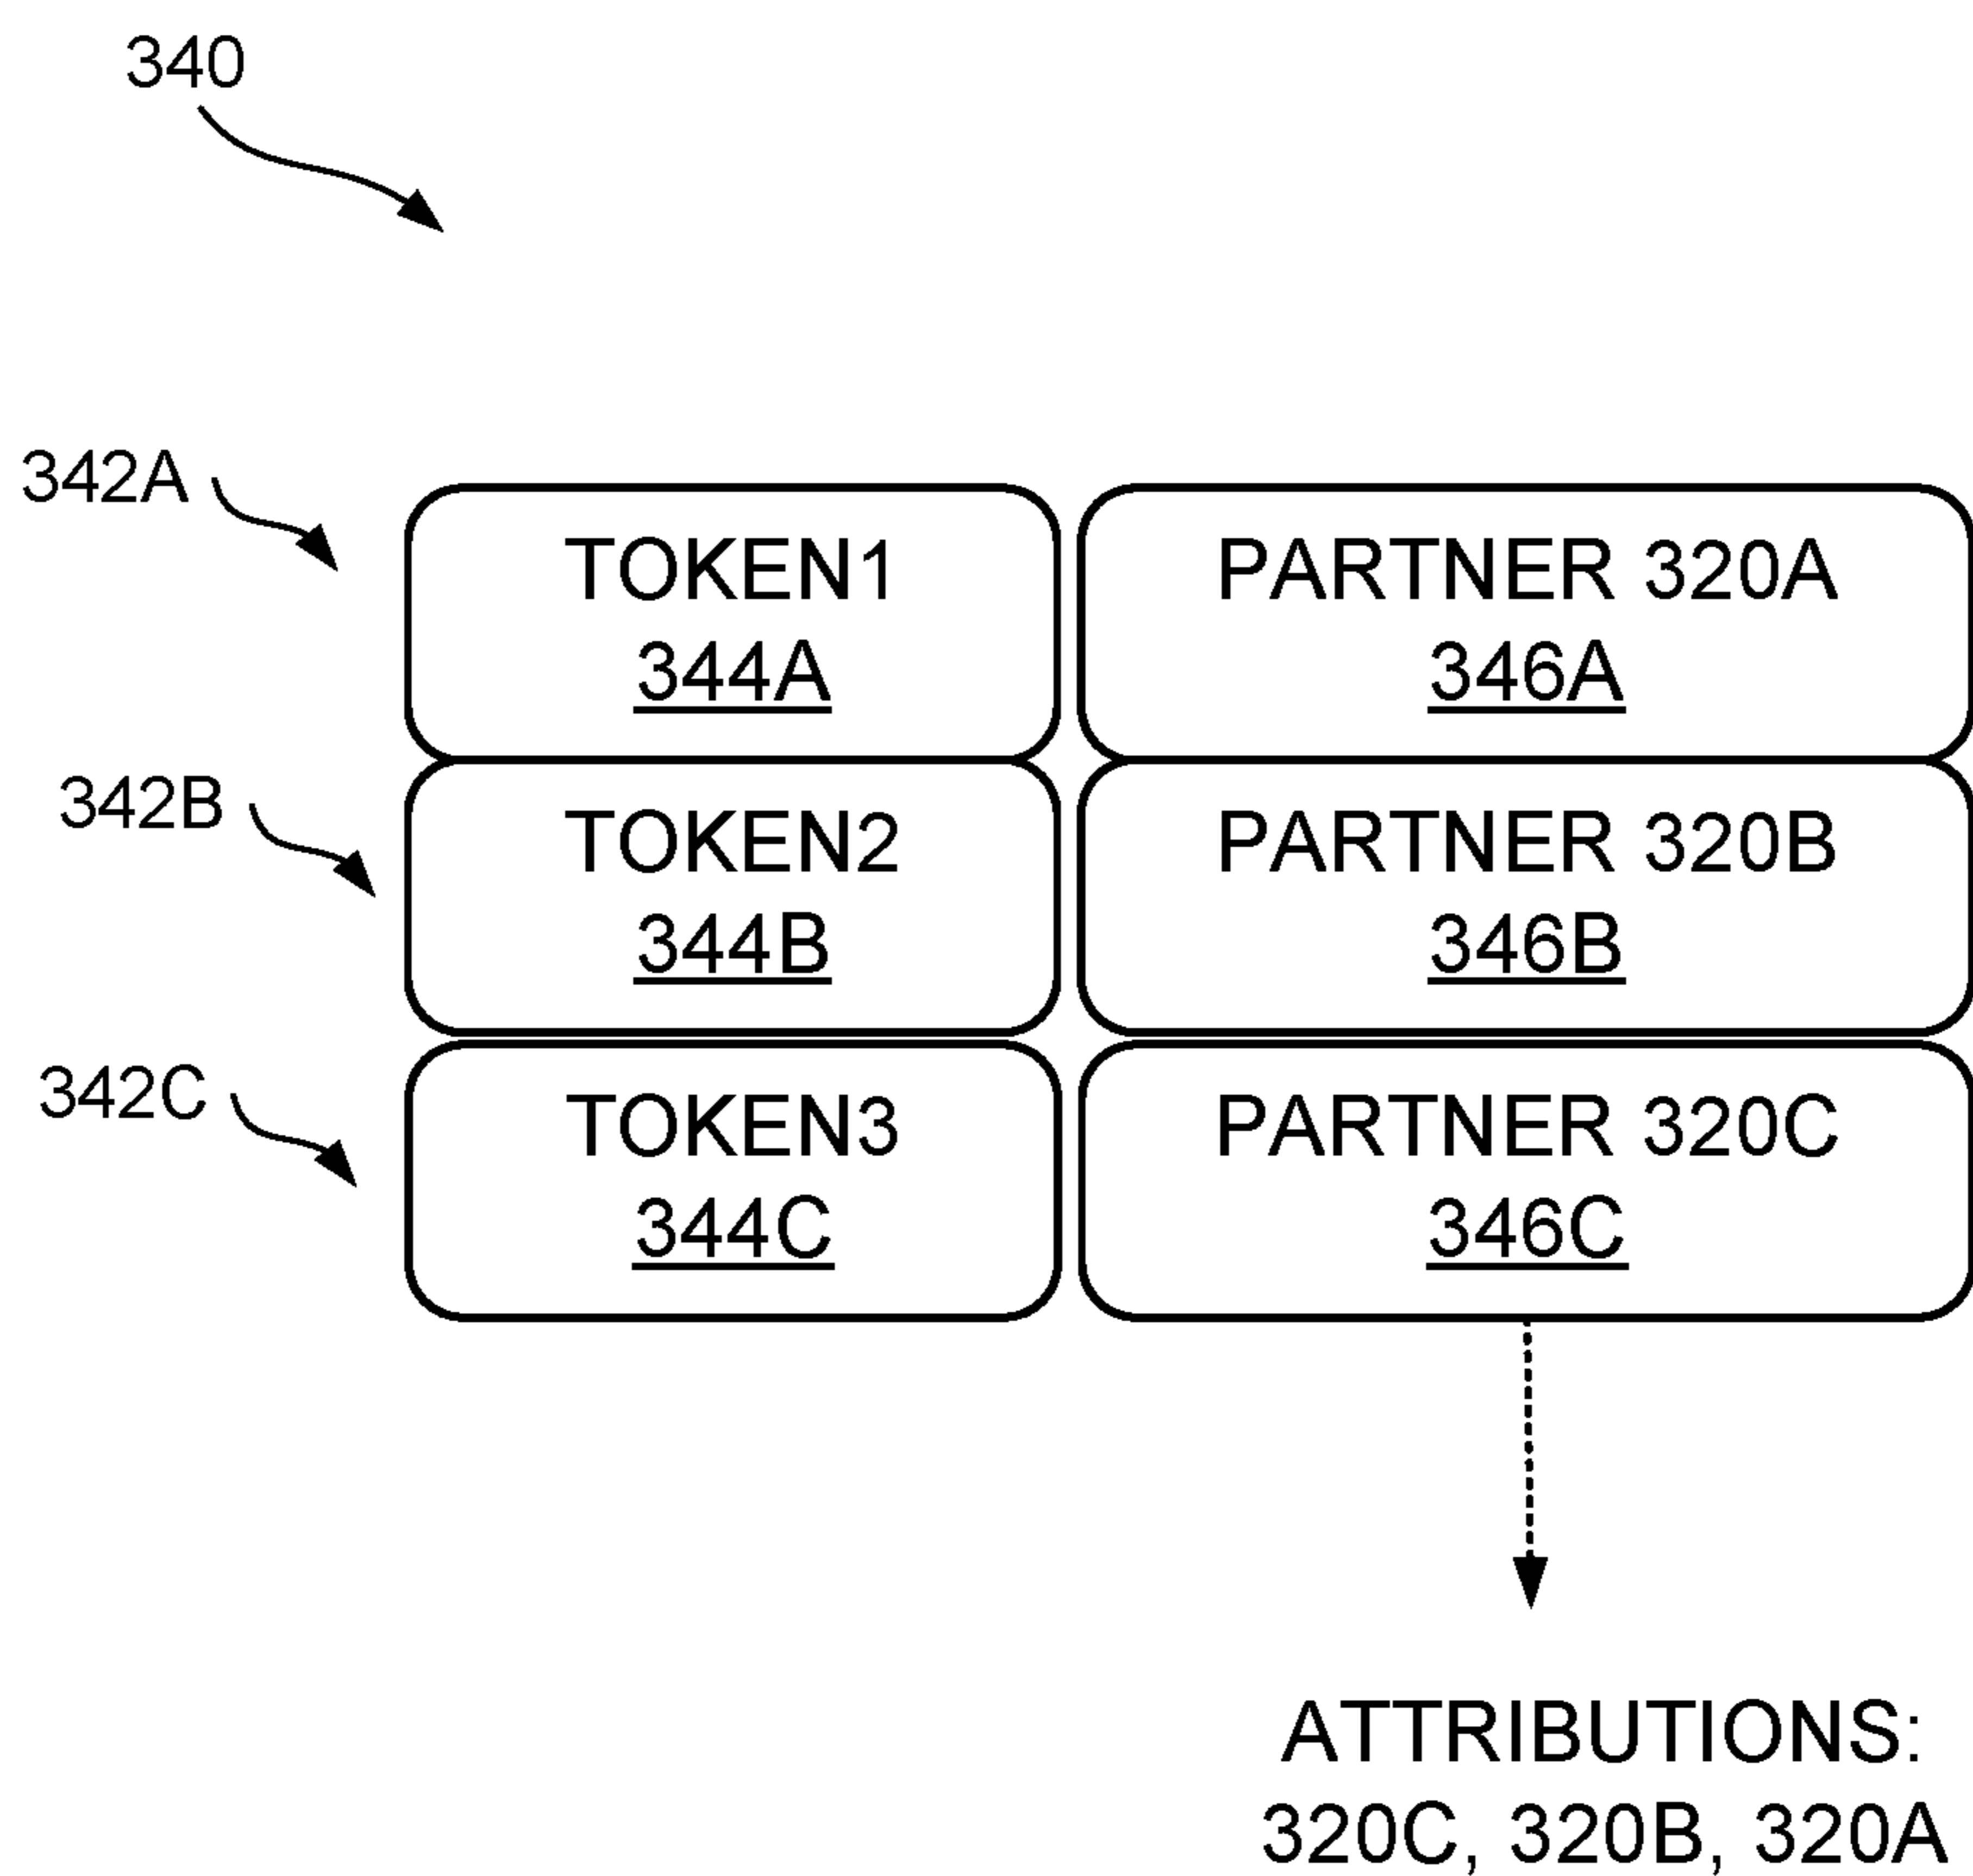 340
342A
TOKEN1
344A
PARTNER 320A
346A
342B
TOKEN2
344B
PARTNER 320B
346B
342C
TOKEN3
344C
PARTNER 320C
346C
ATTRIBUTIONS:
320C, 320B, 320A